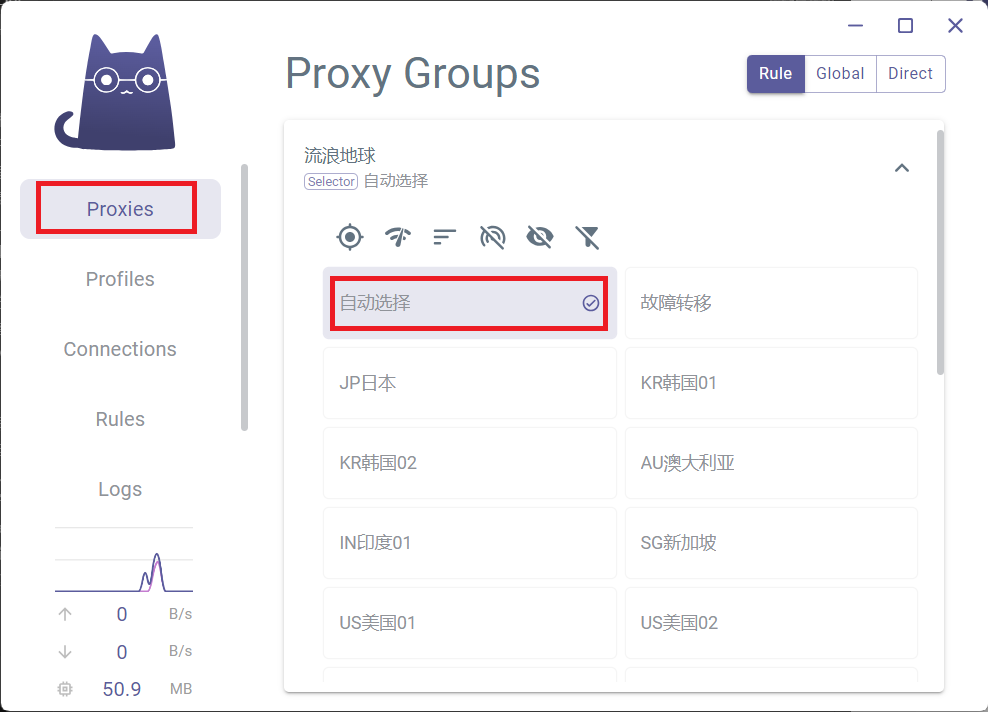 Proxy Groups
Rule Global Direct
Proxies
Profiles
Connections
Rules
Logs
0 B/s
0 B/s
50.9 MB
流浪地球
Selector 自动选择
自动选择 故障转移
JP日本 KR韩国01
KR韩国02 AU澳大利亚
IN印度01 SG新加坡
US美国01 US美国02